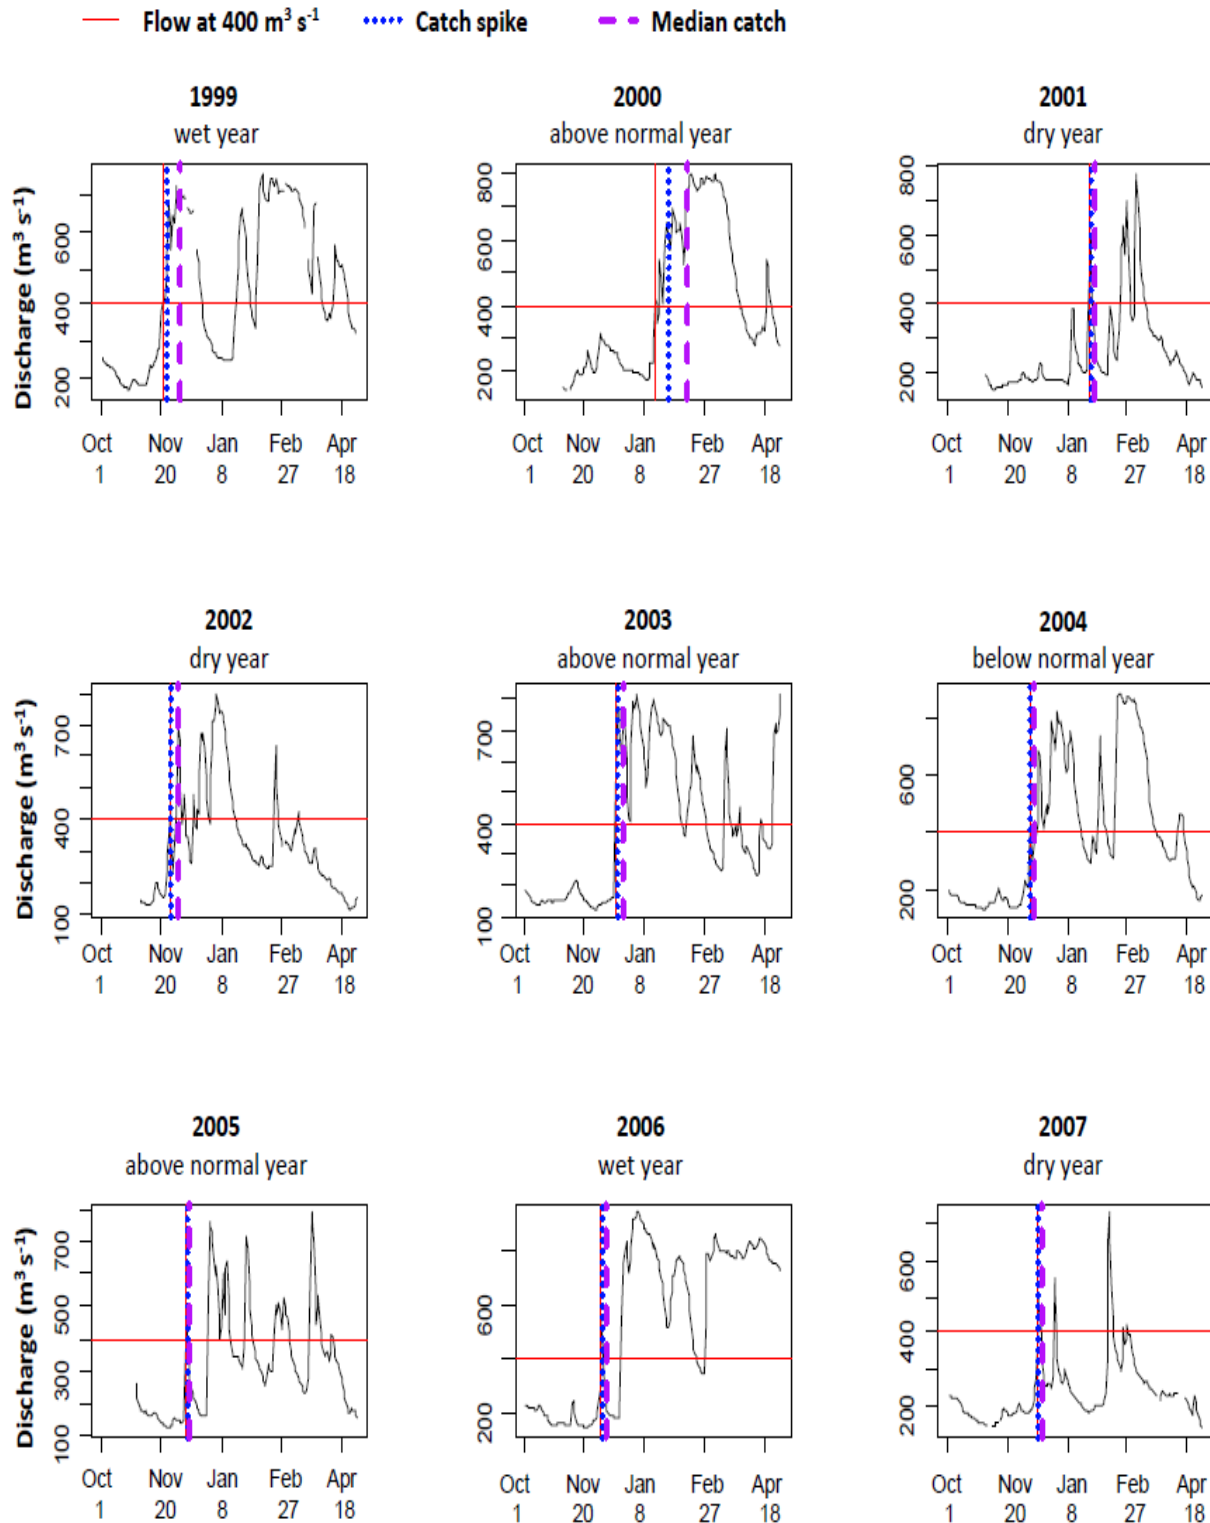 Flow at 400 m³ s⁻¹ Catch spike Median catch
1999 2000 2001
wet year above normal year dry year
Discharge (m³ s⁻¹)
600
400
200
800
600
400
200
800
600
400
200
Oct Nov Jan Feb Apr Oct Nov Jan Feb Apr Oct Nov Jan Feb Apr
1 20 8 27 18 1 20 8 27 18 1 20 8 27 18
2002 2003 2004
dry year above normal year below normal year
Discharge (m³ s⁻¹)
700
400
100
700
400
100
600
200
Oct Nov Jan Feb Apr Oct Nov Jan Feb Apr Oct Nov Jan Feb Apr
1 20 8 27 18 1 20 8 27 18 1 20 8 27 18
2005 2006 2007
above normal year wet year dry year
Discharge (m³ s⁻¹)
700
500
300
100
600
200
600
400
200
Oct Nov Jan Feb Apr Oct Nov Jan Feb Apr Oct Nov Jan Feb Apr
1 20 8 27 18 1 20 8 27 18 1 20 8 27 18